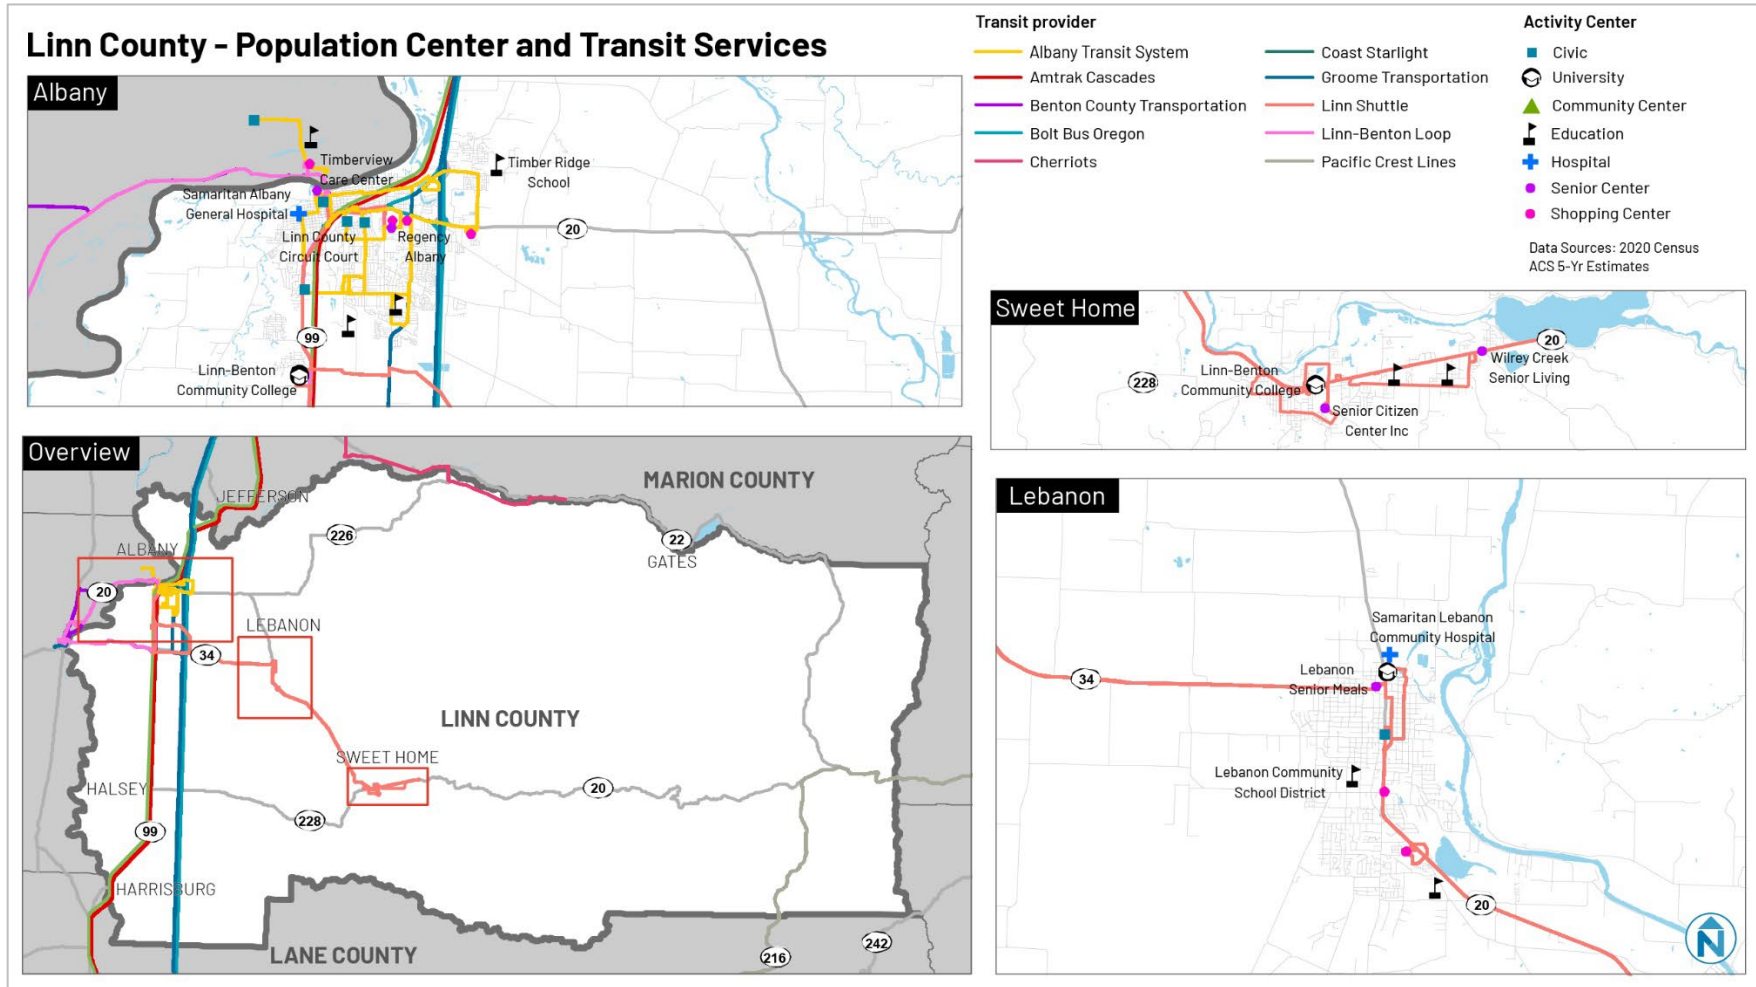 Linn County - Population Center and Transit Services
Transit provider
Albany Transit System
Amtrak Cascades
Benton County Transportation
Bolt Bus Oregon
Cherriots
Coast Starlight
Groome Transportation
Linn Shuttle
Linn-Benton Loop
Pacific Crest Lines
Activity Center
Civic
University
Community Center
Education
Hospital
Senior Center
Shopping Center
Data Sources: 2020 Census
ACS 5-Yr Estimates
Albany
Timberview
Care Center
Timber Ridge
School
Samaritan Albany
General Hospital
Linn County
Circuit Court
Regency
Albany
20
99
Linn-Benton
Community College
Sweet Home
20
228
Linn-Benton
Community College
Wilrey Creek
Senior Living
Senior Citizen
Center Inc
Overview
MARION COUNTY
JEFFERSON
226
22
GATES
ALBANY
20
LEBANON
34
LINN COUNTY
SWEET HOME
HALSEY
20
228
99
HARRISBURG
LANE COUNTY
216
242
Lebanon
Samaritan Lebanon
Community Hospital
34
Lebanon
Senior Meals
Lebanon Community
School District
20
N